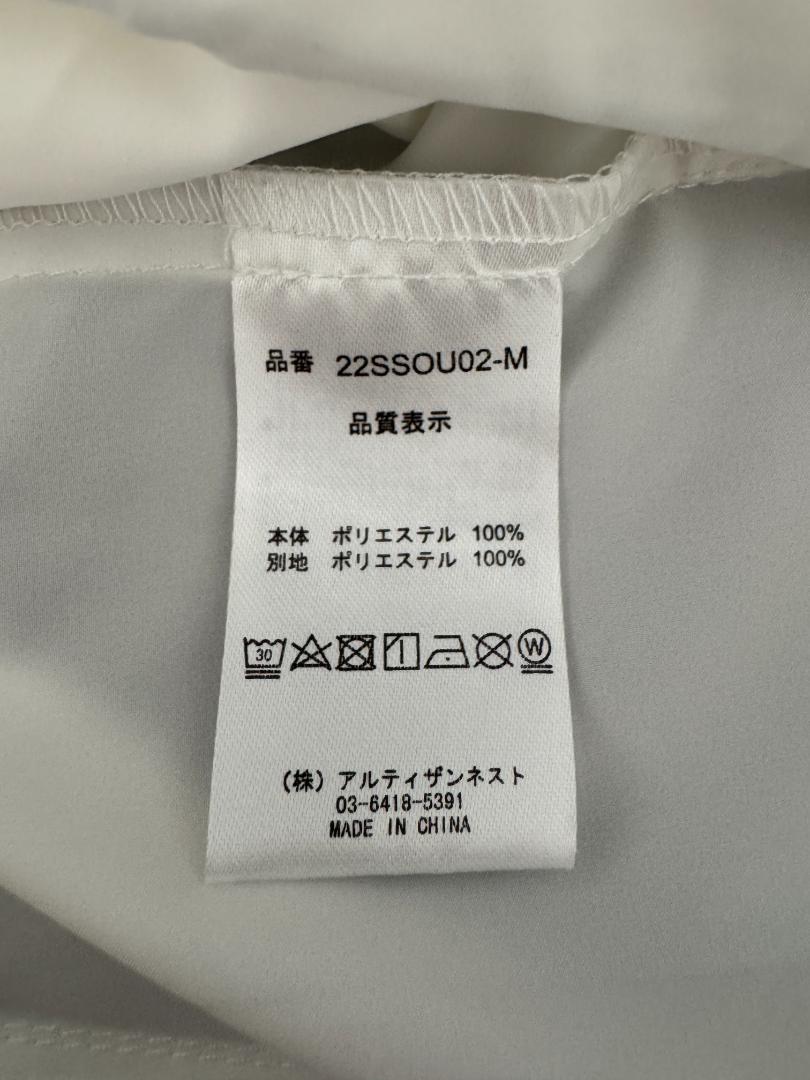 品番 22SSOU02-M
品質表示
本体 ポリエステル 100%
別地 ポリエステル 100%
30 W
(株)アルティザンネスト
03-6418-5391
MADE IN CHINA